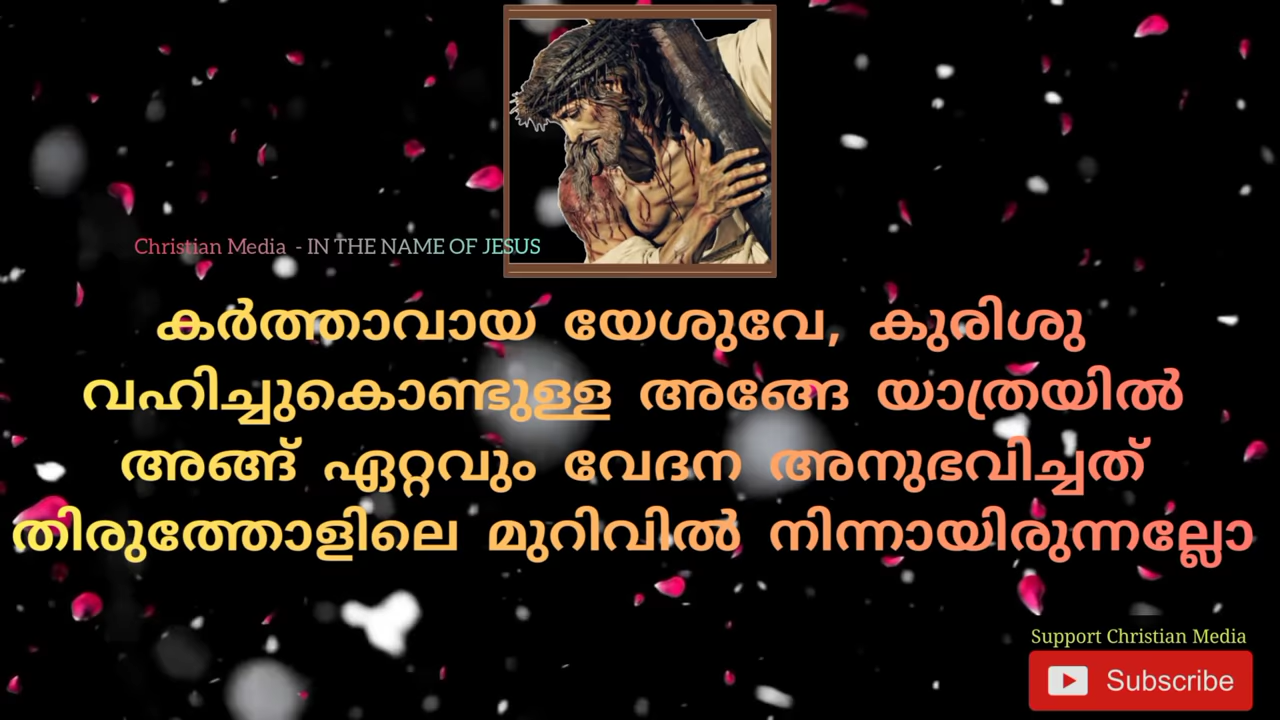 Christian Media - IN THE NAME OF JESUS
കർത്താവായ യേശുവേ, കുരിശു
വഹിച്ചുകൊണ്ടുള്ള അങ്ങേ യാത്രയിൽ
അങ്ങ് ഏറ്റവും വേദന അനുഭവിച്ചത്
തിരുത്തോളിലെ മുറിവിൽ നിന്നായിരുന്നല്ലോ
Support Christian Media
Subscribe